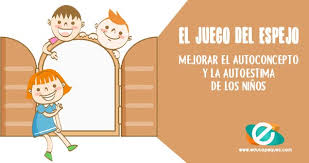 EL JUEGO DEL ESPEJO
MEJORAR EL AUTOCONCEPTO
Y LA AUTOESTIMA
DE LOS NIÑOS
www.educapeques.com